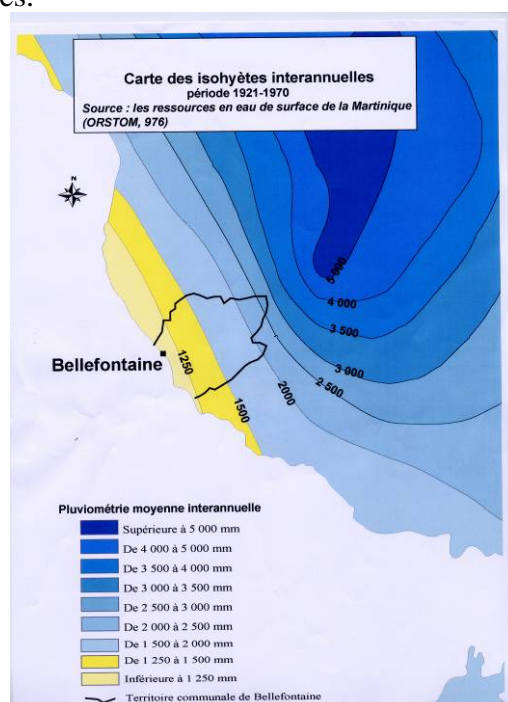 es.
Carte des isohyètes interannuelles
période 1921-1970
Source : les ressources en eau de surface de la Martinique
(ORSTOM, 976)
N
5 000
4 000
3 500
3 000
2 500
2000
1500
1250
Bellefontaine
Pluviométrie moyenne interannuelle
Supérieure à 5 000 mm
De 4 000 à 5 000 mm
De 3 500 à 4 000 mm
De 3 000 à 3 500 mm
De 2 500 à 3 000 mm
De 2 000 à 2 500 mm
De 1 500 à 2 000 mm
De 1 250 à 1 500 mm
Inférieure à 1 250 mm
Territoire communale de Bellefontaine